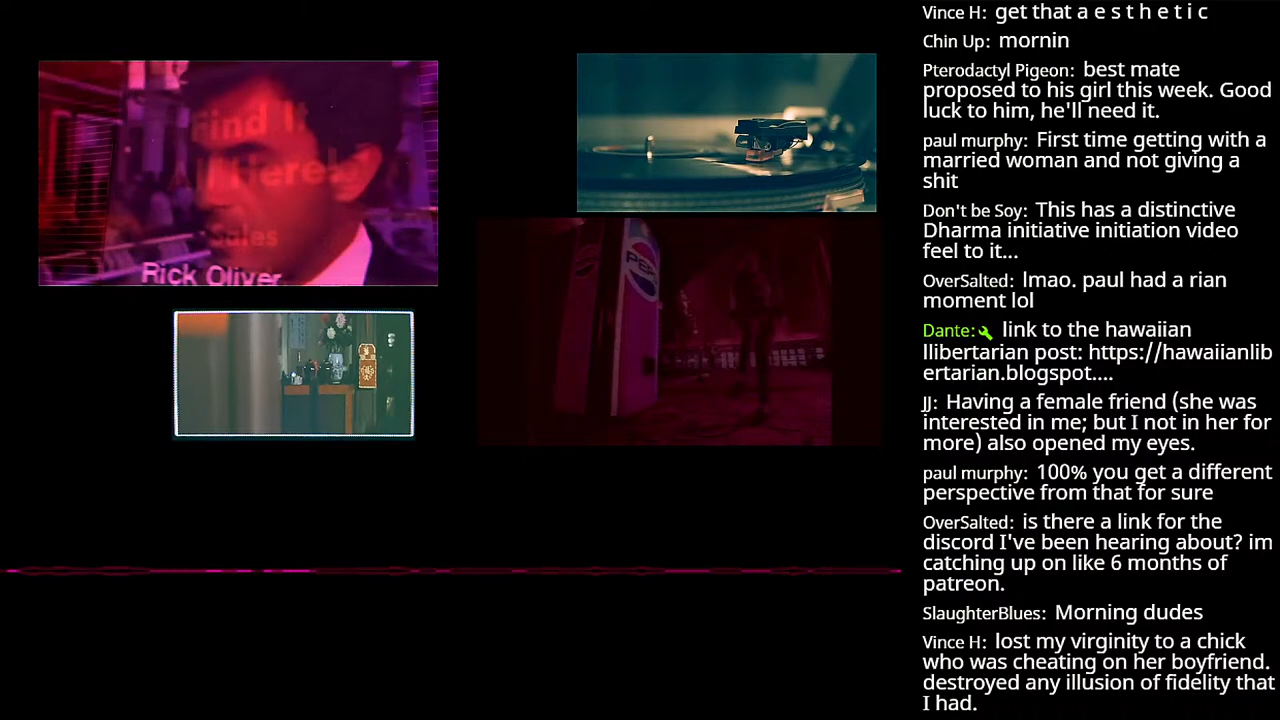 Find It
Here!
Sales
Rick Oliver
PEP
Vince H: get that a e s t h e t i c
Chin Up: mornin
Pterodactyl Pigeon: best mate
proposed to his girl this week. Good
luck to him, he'll need it.
paul murphy: First time getting with a
married woman and not giving a
shit
Don't be Soy: This has a distinctive
Dharma initiative initiation video
feel to it...
OverSalted: lmao. paul had a rian
moment lol
Dante: link to the hawaiian
llibertarian post: https://hawaiianlib
ertarian.blogspot....
JJ: Having a female friend (she was
interested in me; but I not in her for
more) also opened my eyes.
paul murphy: 100% you get a different
perspective from that for sure
OverSalted: is there a link for the
discord I've been hearing about? im
catching up on like 6 months of
patreon.
SlaughterBlues: Morning dudes
Vince H: lost my virginity to a chick
who was cheating on her boyfriend.
destroyed any illusion of fidelity that
I had.